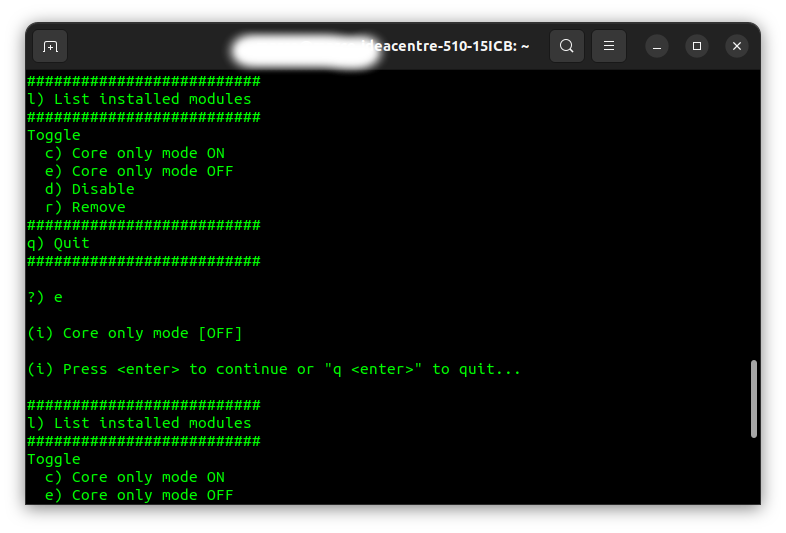 ideacentre-510-15ICB: ~
##########################
l) List installed modules
##########################
Toggle
  c) Core only mode ON
  e) Core only mode OFF
  d) Disable
  r) Remove
##########################
q) Quit
##########################
?) e
(i) Core only mode [OFF]
(i) Press <enter> to continue or "q <enter>" to quit...
##########################
l) List installed modules
##########################
Toggle
  c) Core only mode ON
  e) Core only mode OFF